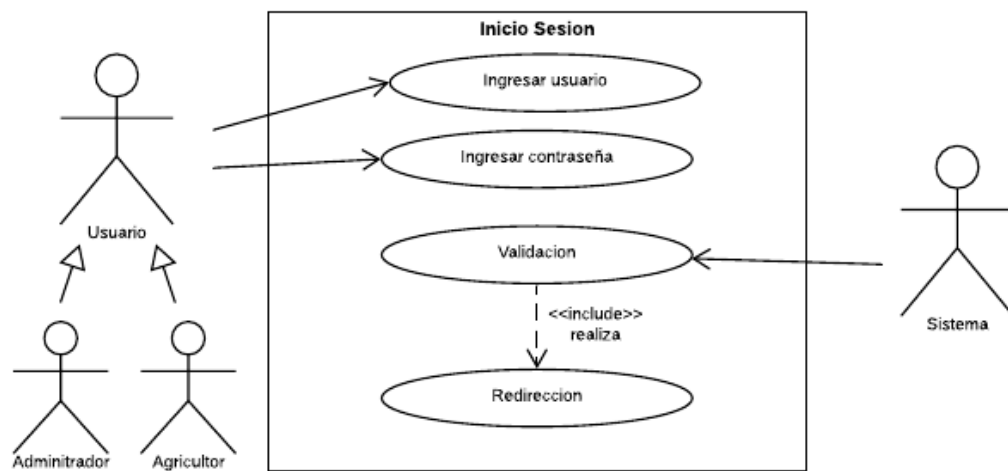 Inicio Sesion
Ingresar usuario
Ingresar contraseña
Usuario
Validacion
<<include>>
realiza
Sistema
Redireccion
Adminitrador
Agricultor